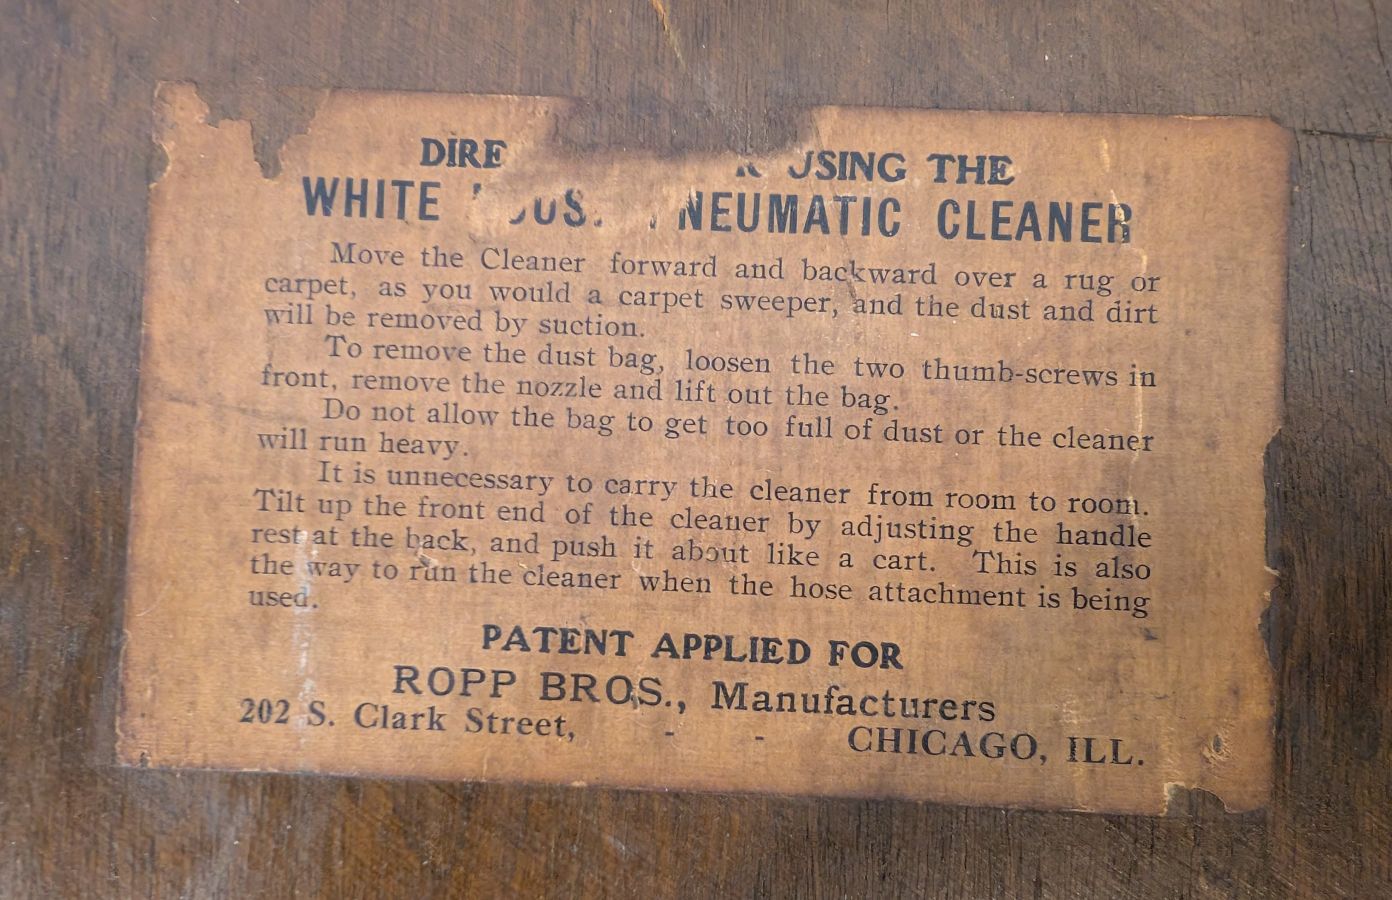 USING THE
WHITE PNEUMATIC CLEANER
Move the Cleaner forward and backward over a rug or
carpet, as you would a carpet sweeper, and the dust and dirt
will be removed by suction.
To remove the dust bag, loosen the two thumb-screws in
front, remove the nozzle and lift out the bag.
Do not allow the bag to get too full of dust or the cleaner
will run heavy.
It is unnecessary to carry the cleaner from room to room.
Tilt up the front end of the cleaner by adjusting the handle
rest at the back, and push it about like a cart. This is also
the way to run the cleaner when the hose attachment is being
used.
PATENT APPLIED FOR
ROPP BROS., Manufacturers
202 S. Clark Street, - - CHICAGO, ILL.